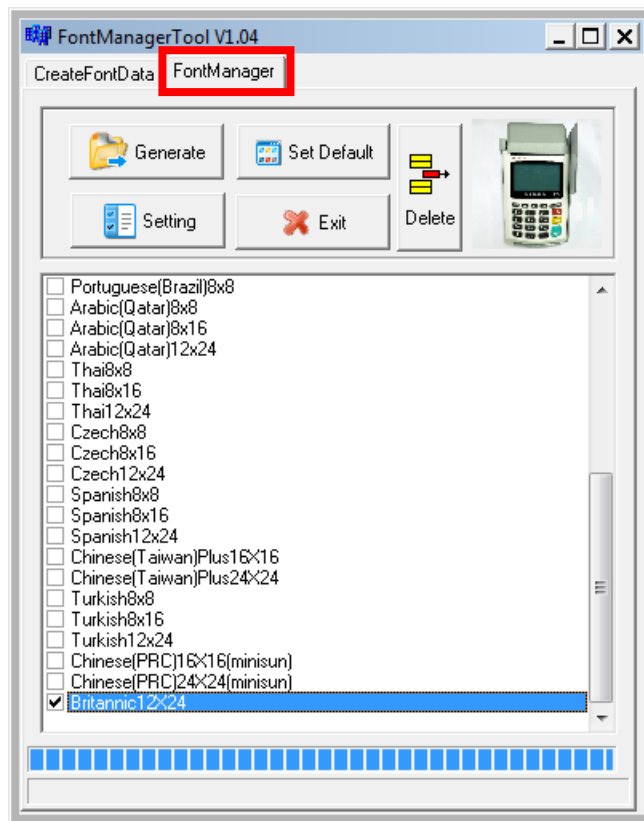 FontManagerTool V1.04
CreateFontData FontManager
Generate Set Default
Setting Exit Delete
Portuguese(Brazil)8x8
Arabic(Qatar)8x8
Arabic(Qatar)8x16
Arabic(Qatar)12x24
Thai8x8
Thai8x16
Thai12x24
Czech8x8
Czech8x16
Czech12x24
Spanish8x8
Spanish8x16
Spanish12x24
Chinese(Taiwan)Plus16X16
Chinese(Taiwan)Plus24X24
Turkish8x8
Turkish8x16
Turkish12x24
Chinese(PRC)16X16(minisun)
Chinese(PRC)24X24(minisun)
Britannic12X24